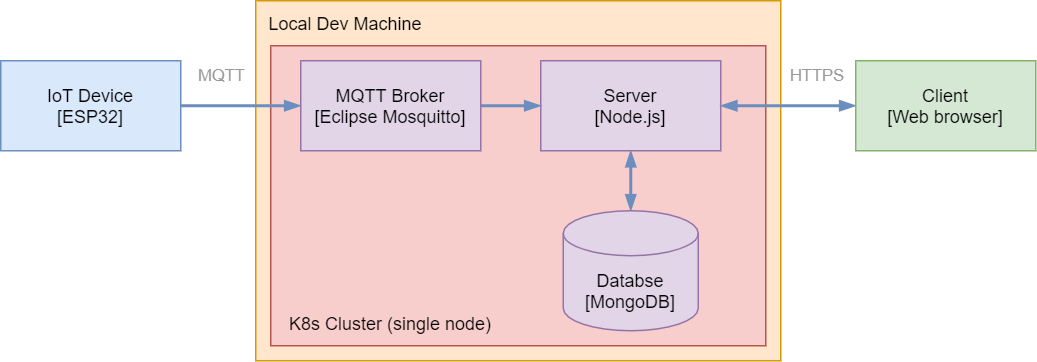 Local Dev Machine
IoT Device
[ESP32]
MQTT
MQTT Broker
[Eclipse Mosquitto]
Server
[Node.js]
HTTPS
Client
[Web browser]
Databse
[MongoDB]
K8s Cluster (single node)